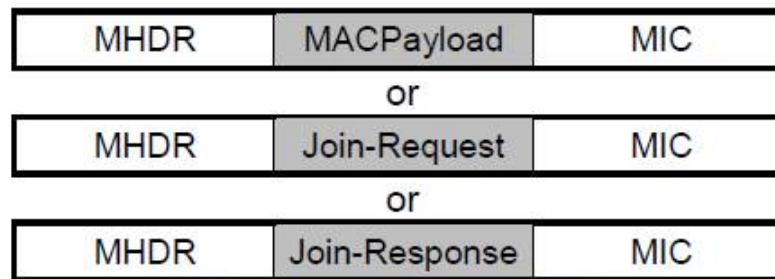 MHDR MACPayload MIC
or
MHDR Join-Request MIC
or
MHDR Join-Response MIC